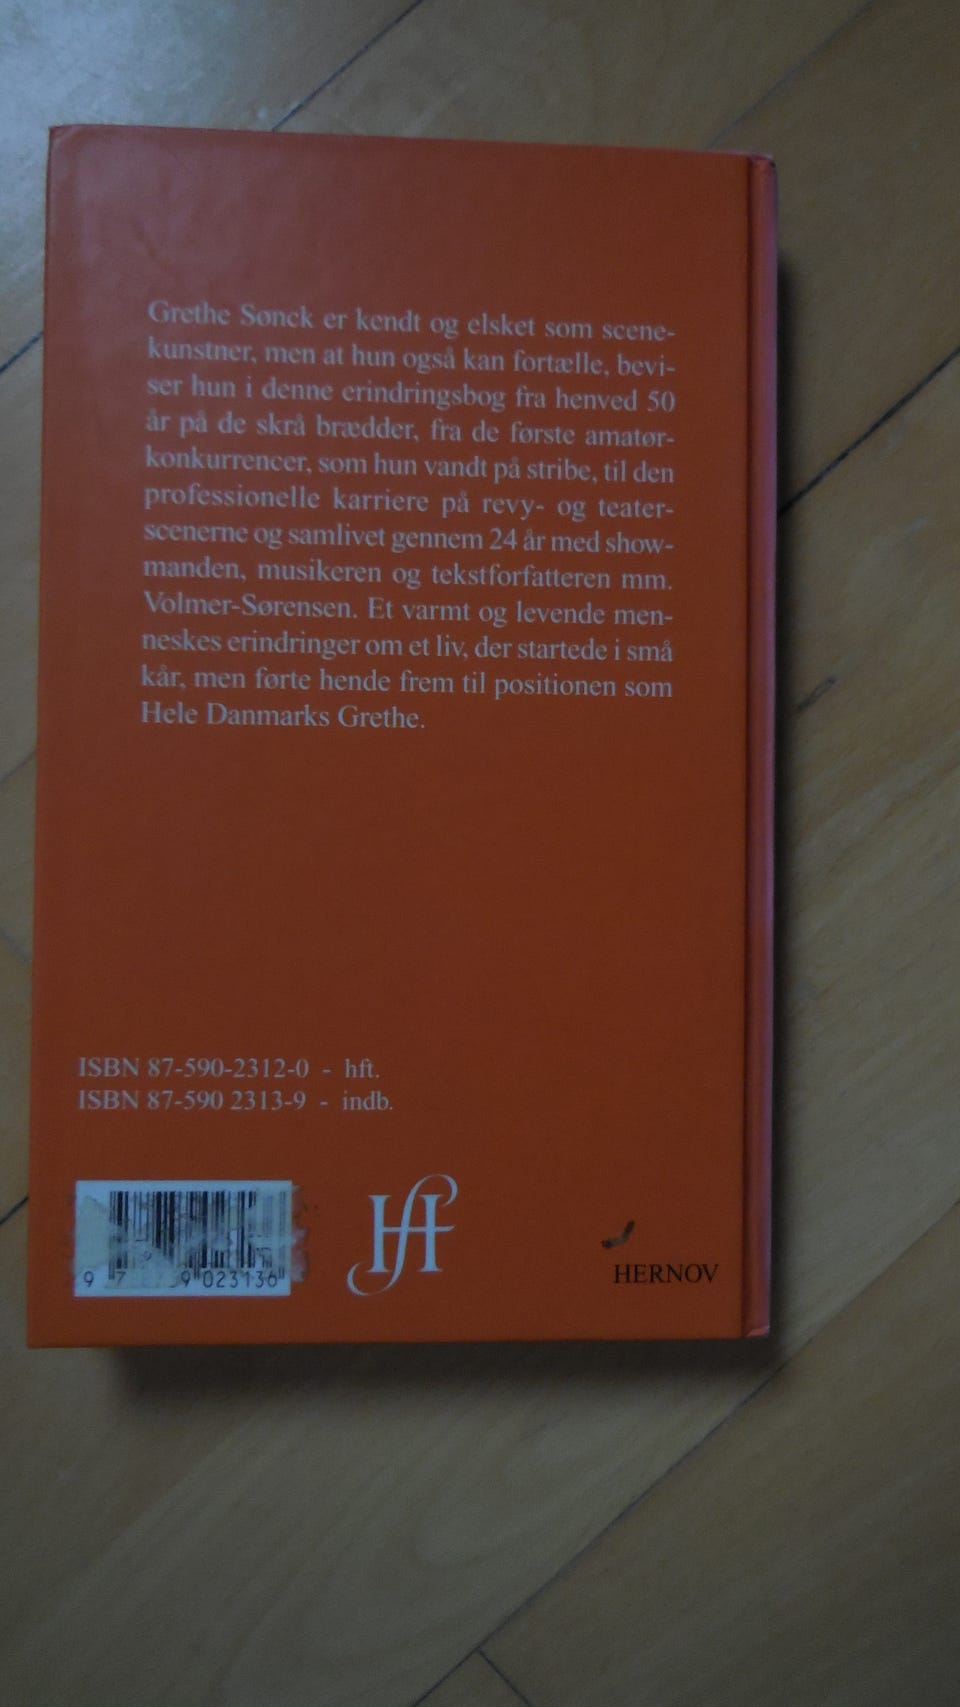 Grethe Sønck er kendt og elsket som scene-
kunstner, men at hun også kan fortælle, bevi-
ser hun i denne erindringsbog fra henved 50
år på de skrå brædder, fra de første amatør-
konkurrencer, som hun vandt på stribe, til den
professionelle karriere på revy- og teater-
scenerne og samlivet gennem 24 år med show-
manden, musikeren og tekstforfatteren mm.
Volmer-Sørensen. Et varmt og levende men-
neskes erindringer om et liv, der startede i små
kår, men førte hende frem til positionen som
Hele Danmarks Grethe.
ISBN 87-590-2312-0 - hft.
ISBN 87-590 2313-9 - indb.
HF
HERNOV
9 023136